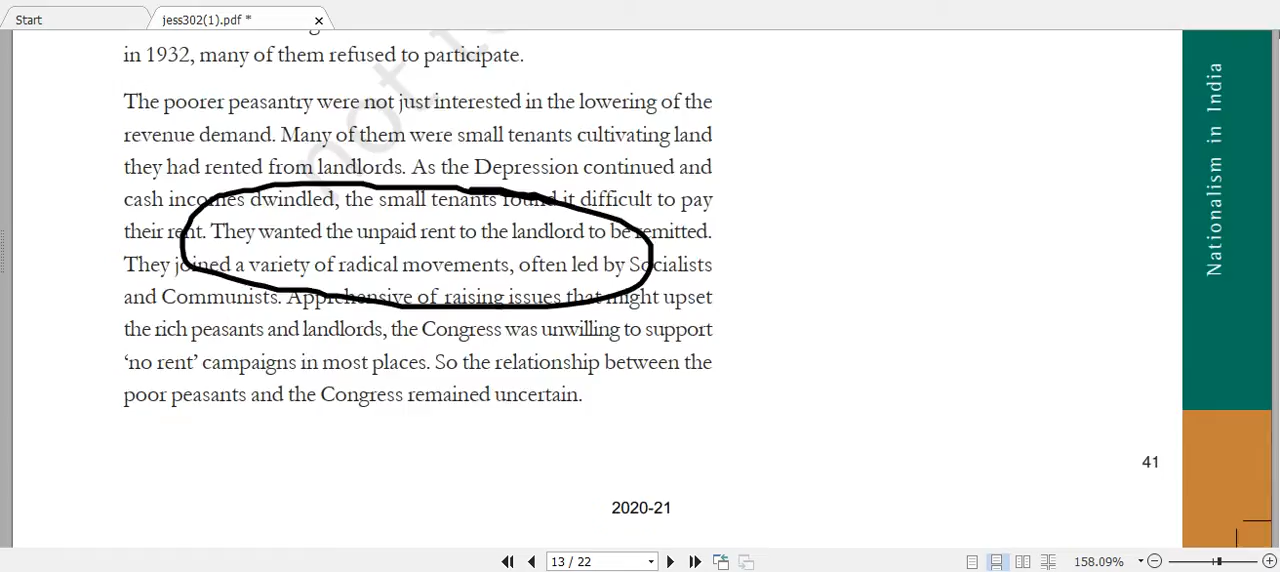 Start
jess302(1).pdf *
in 1932, many of them refused to participate.
The poorer peasantry were not just interested in the lowering of the
revenue demand. Many of them were small tenants cultivating land
they had rented from landlords. As the Depression continued and
cash incomes dwindled, the small tenants found it difficult to pay
their rent. They wanted the unpaid rent to the landlord to be remitted.
They joined a variety of radical movements, often led by Socialists
and Communists. Apprehensive of raising issues that might upset
the rich peasants and landlords, the Congress was unwilling to support
‘no rent’ campaigns in most places. So the relationship between the
poor peasants and the Congress remained uncertain.
Nationalism in India
41
2020-21
13 / 22
158.09%